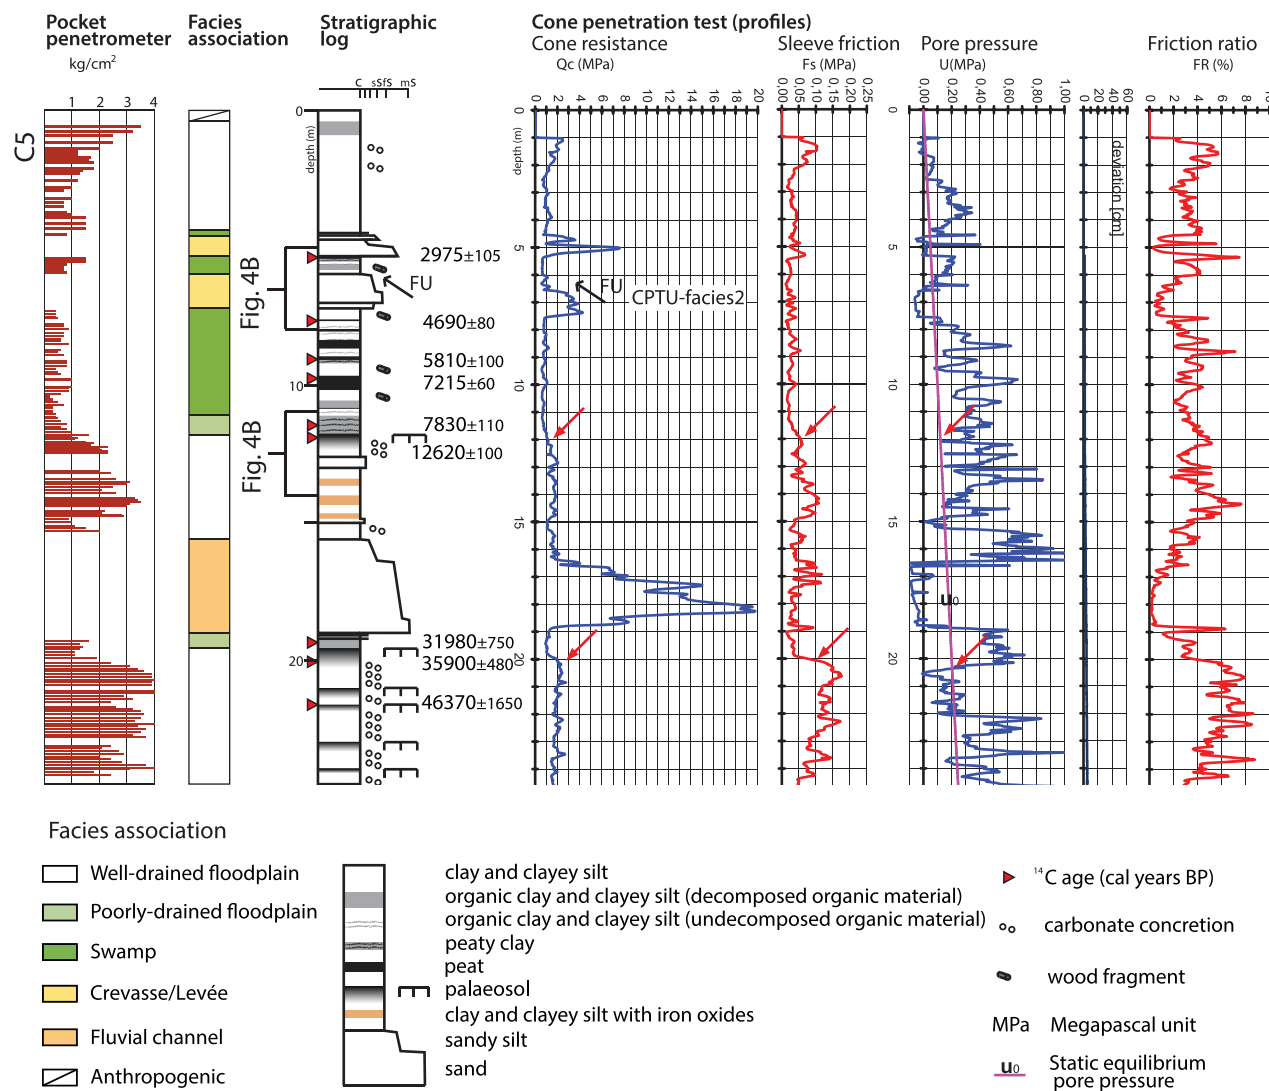 Pocket penetrometer
kg/cm²
Facies association
Stratigraphic log
Cone penetration test (profiles)
Cone resistance
Qc (MPa)
Sleeve friction
Fs (MPa)
Pore pressure
U(MPa)
Friction ratio
FR (%)
1 2 3 4
C sSfS mS
0 2 4 6 8 10 12 14 16 17 20
0,00 0,05 0,10 0,15 0,20 0,25
0,00 0,20 0,40 0,60 0,80 1,00
0 20 40 60
0 2 4 6 8 10
C5
0
depth (m)
10
20
0
(m) depth
5
10
15
20
0
5
10
15
20
deviation [cm]
Fig. 4B
Fig. 4B
2975±105
FU
4690±80
5810±100
7215±60
7830±110
12620±100
31980±750
35900±480
46370±1650
FU
CPTU-facies2
u₀
Facies association
Well-drained floodplain
Poorly-drained floodplain
Swamp
Crevasse/Levée
Fluvial channel
Anthropogenic
clay and clayey silt
organic clay and clayey silt (decomposed organic material)
organic clay and clayey silt (undecomposed organic material)
peaty clay
peat
palaeosol
clay and clayey silt with iron oxides
sandy silt
sand
¹⁴C age (cal years BP)
carbonate concretion
wood fragment
MPa Megapascal unit
u₀ Static equilibrium
pore pressure